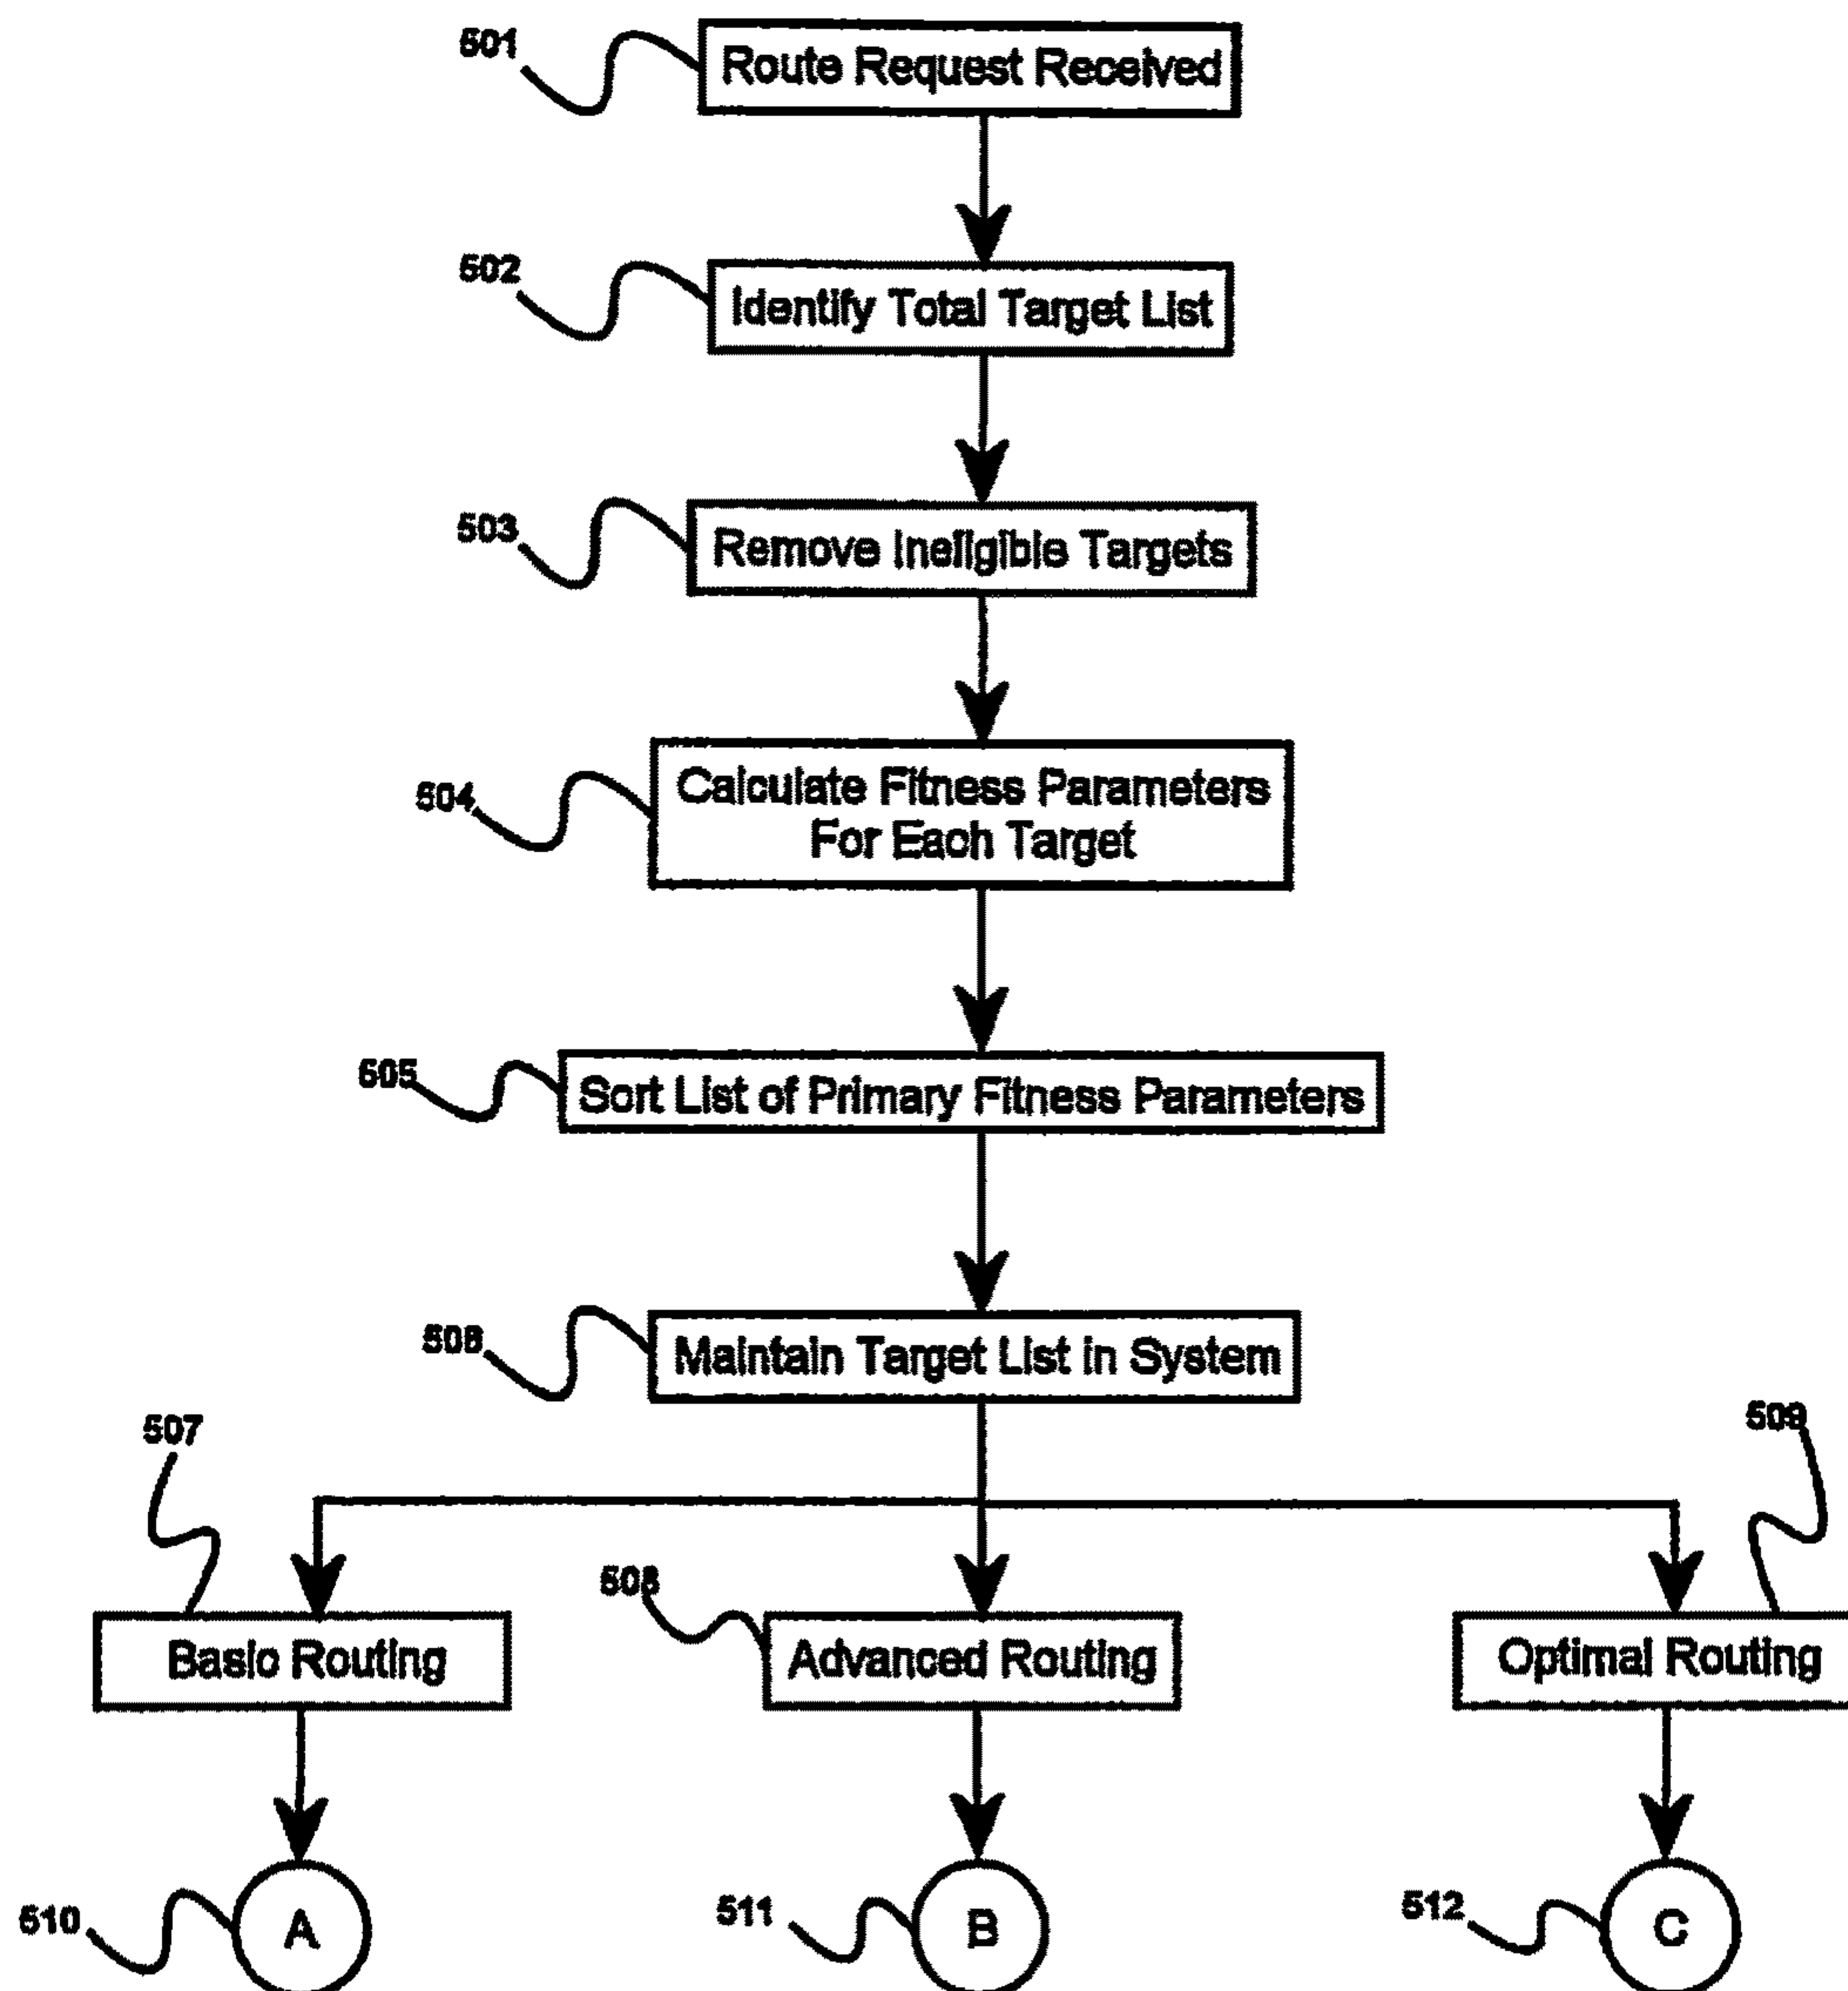 501
Route Request Received
502
Identify Total Target List
503
Remove Ineligible Targets
504
Calculate Fitness Parameters
For Each Target
505
Sort List of Primary Fitness Parameters
506
Maintain Target List in System
507
509
508
Basic Routing
Advanced Routing
Optimal Routing
510
A
511
B
512
C